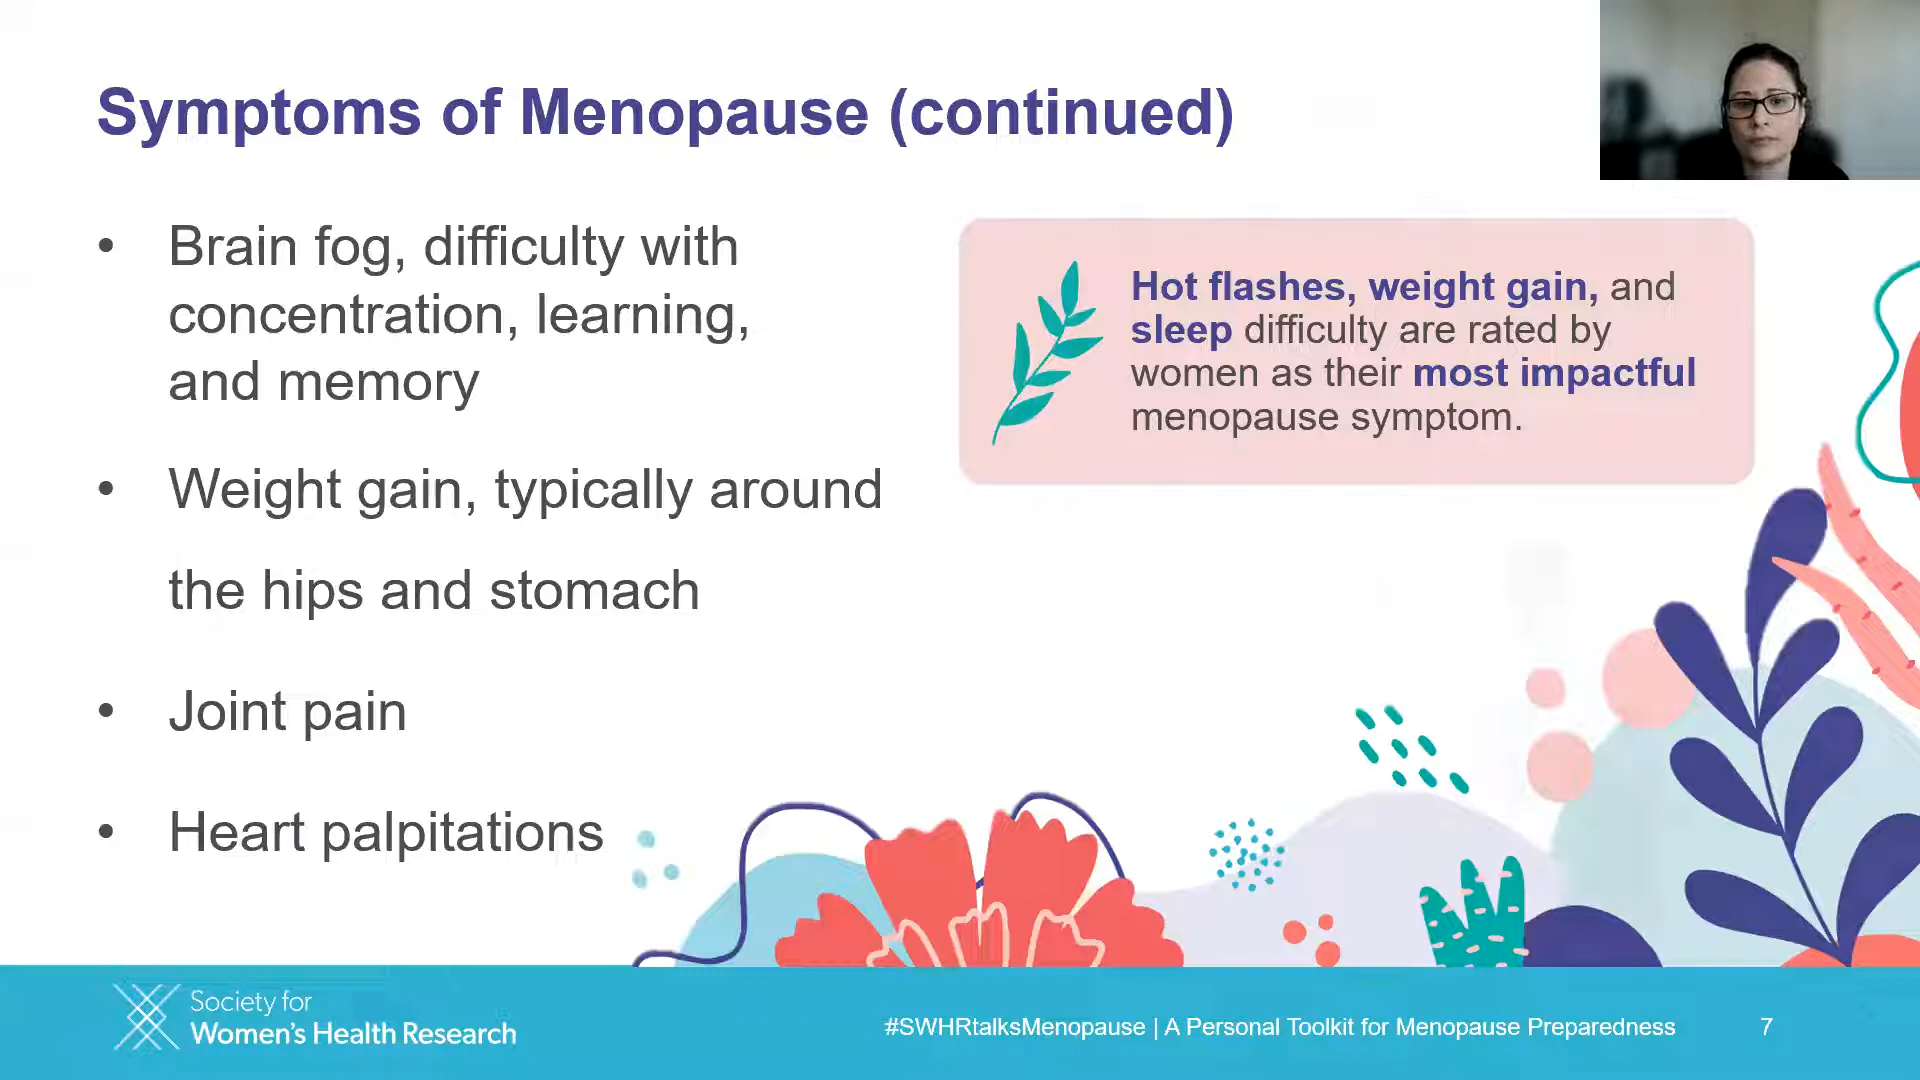 Symptoms of Menopause (continued)
• Brain fog, difficulty with
concentration, learning,
and memory
• Weight gain, typically around
the hips and stomach
• Joint pain
• Heart palpitations
Hot flashes, weight gain, and
sleep difficulty are rated by
women as their most impactful
menopause symptom.
Society for
Women's Health Research
#SWHRtalksMenopause | A Personal Toolkit for Menopause Preparedness
7